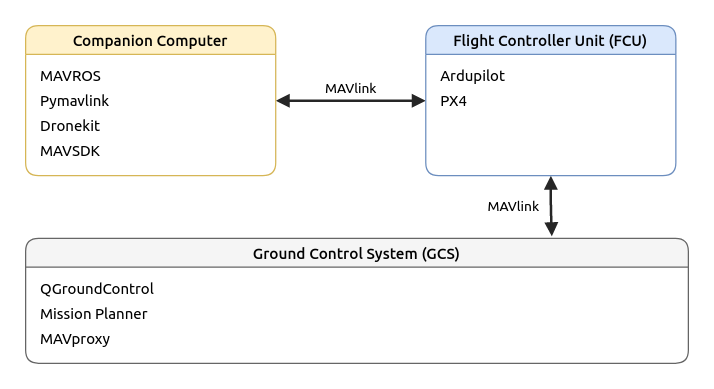 Companion Computer
MAVROS
Pymavlink
Dronekit
MAVSDK
MAVlink
Flight Controller Unit (FCU)
Ardupilot
PX4
MAVlink
Ground Control System (GCS)
QGroundControl
Mission Planner
MAVproxy